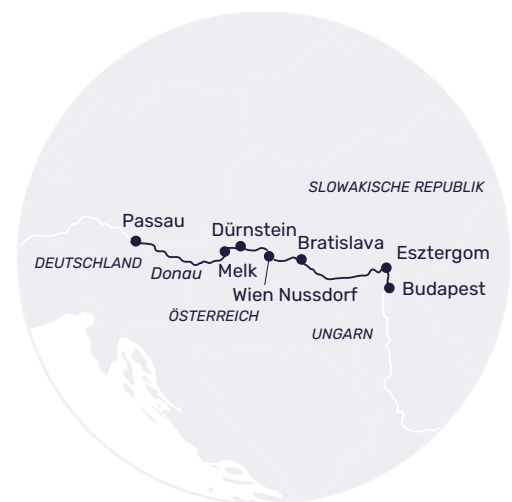 SLOWAKISCHE REPUBLIK
Passau
Dürnstein
Bratislava
Esztergom
DEUTSCHLAND
Donau
Melk
Wien Nussdorf
Budapest
ÖSTERREICH
UNGARN